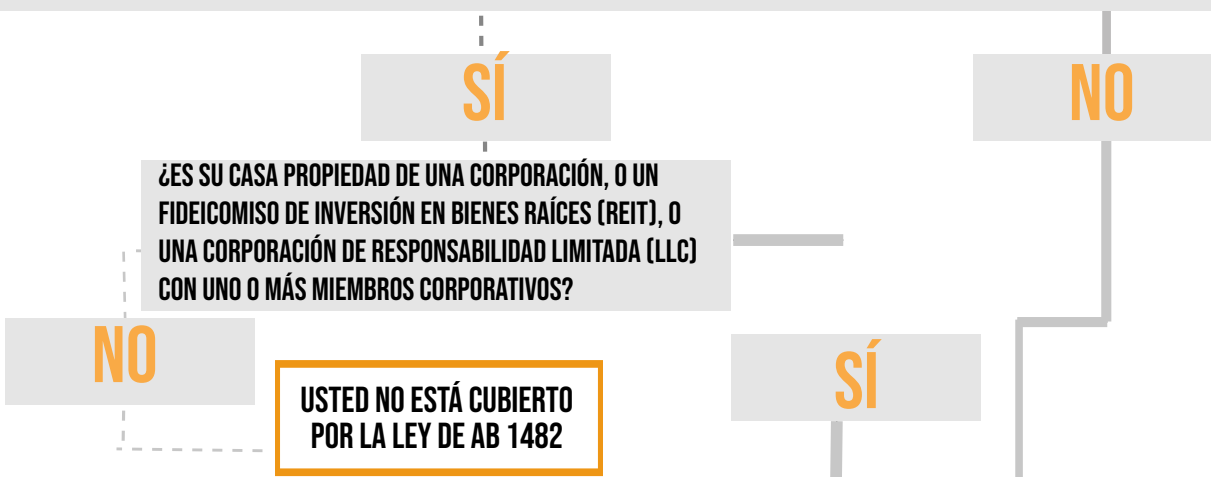 SÍ
NO
¿ES SU CASA PROPIEDAD DE UNA CORPORACIÓN, O UN
FIDEICOMISO DE INVERSIÓN EN BIENES RAÍCES (REIT), O
UNA CORPORACIÓN DE RESPONSABILIDAD LIMITADA (LLC)
CON UNO O MÁS MIEMBROS CORPORATIVOS?
NO
SÍ
USTED NO ESTÁ CUBIERTO
POR LA LEY DE AB 1482